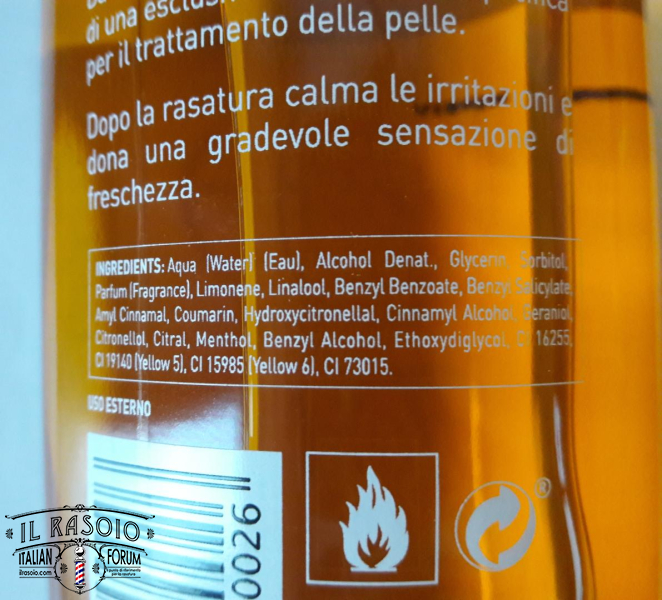 di una esclusi
per il trattamento della pelle.
Dopo la rasatura calma le irritazioni e
dona una gradevole sensazione di
freschezza.
INGREDIENTS: Aqua (Water) (Eau), Alcohol Denat., Glycerin, Sorbitol,
Parfum (Fragrance), Limonene, Linalool, Benzyl Benzoate, Benzyl Salicylate,
Amyl Cinnamal, Coumarin, Hydroxycitronellal, Cinnamyl Alcohol, Geraniol,
Citronellol, Citral, Menthol, Benzyl Alcohol, Ethoxydiglycol, CI 16255,
CI 19140 (Yellow 5), CI 15985 (Yellow 6), CI 73015.
USO ESTERNO
0026
®
IL RASOIO
ITALIAN FORUM
ilrasoio.com